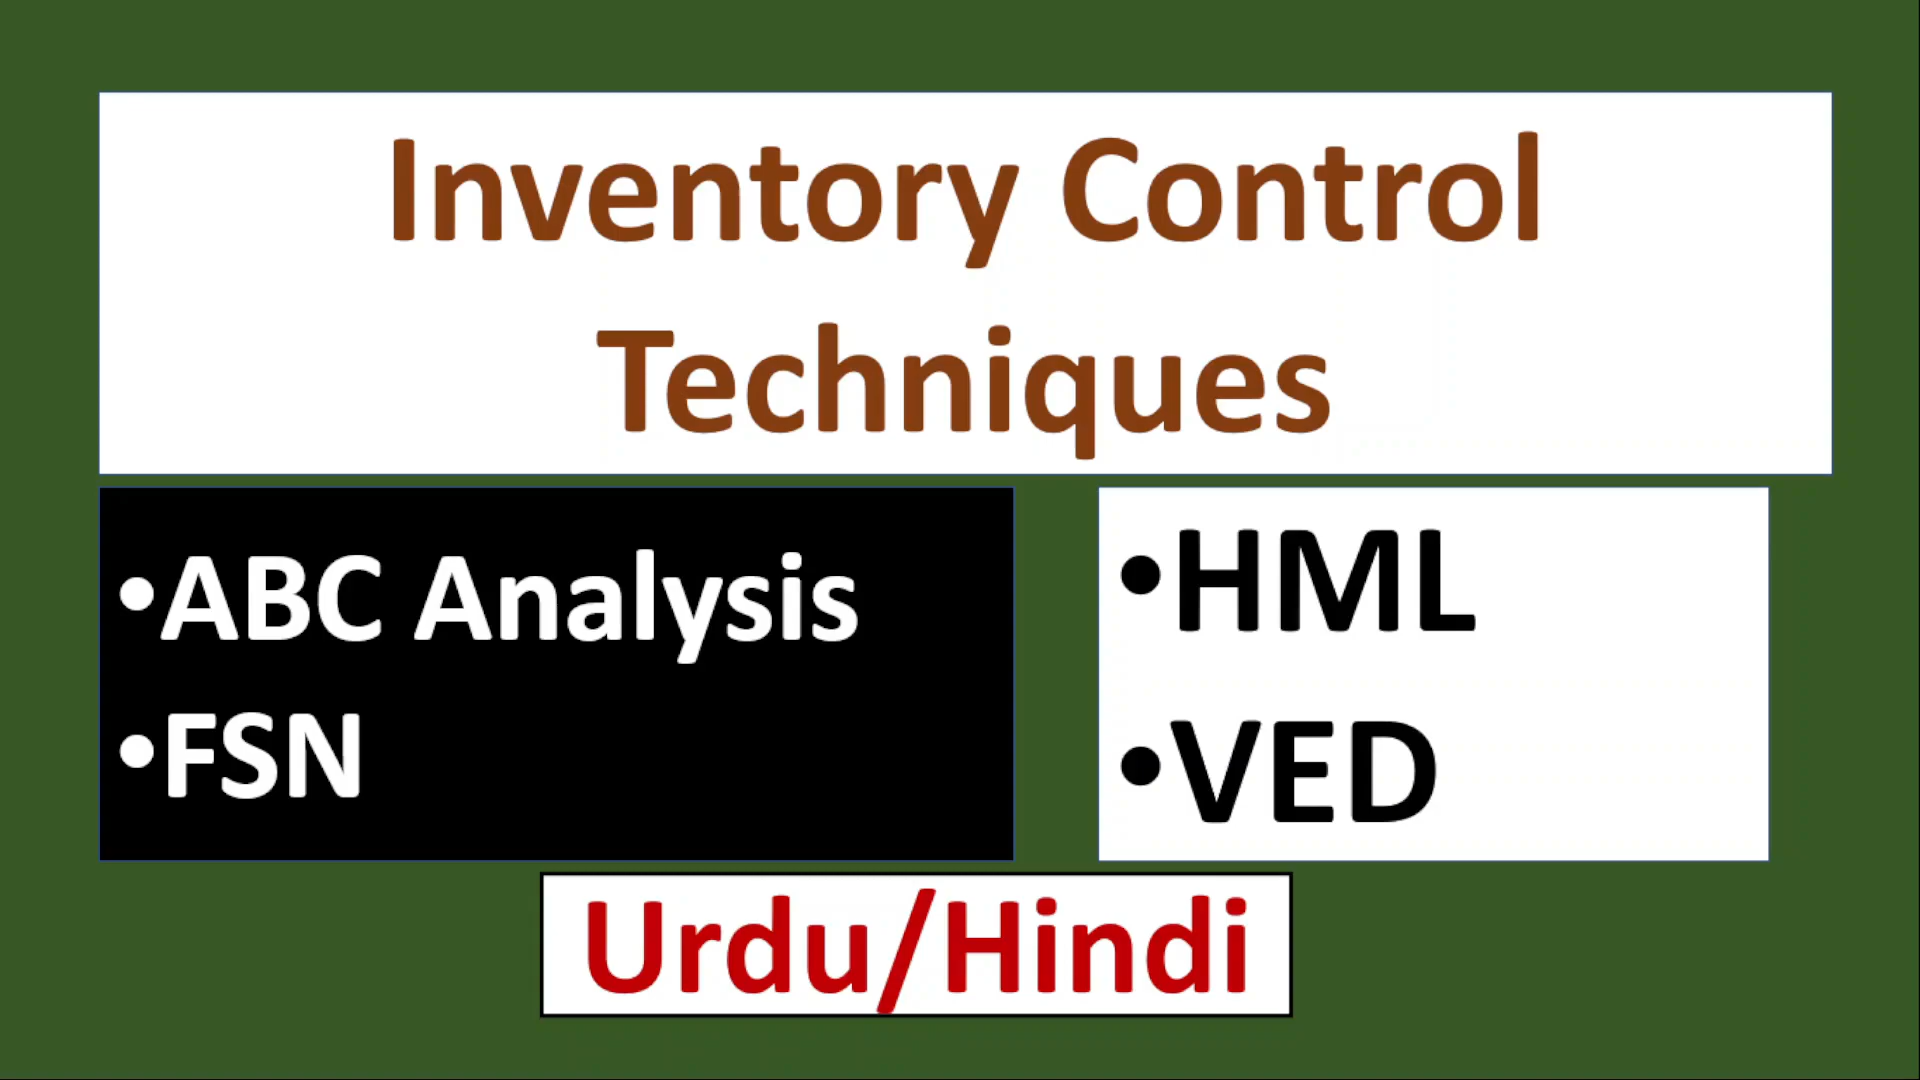 Inventory Control
Techniques
•ABC Analysis
•FSN
•HML
•VED
Urdu/Hindi